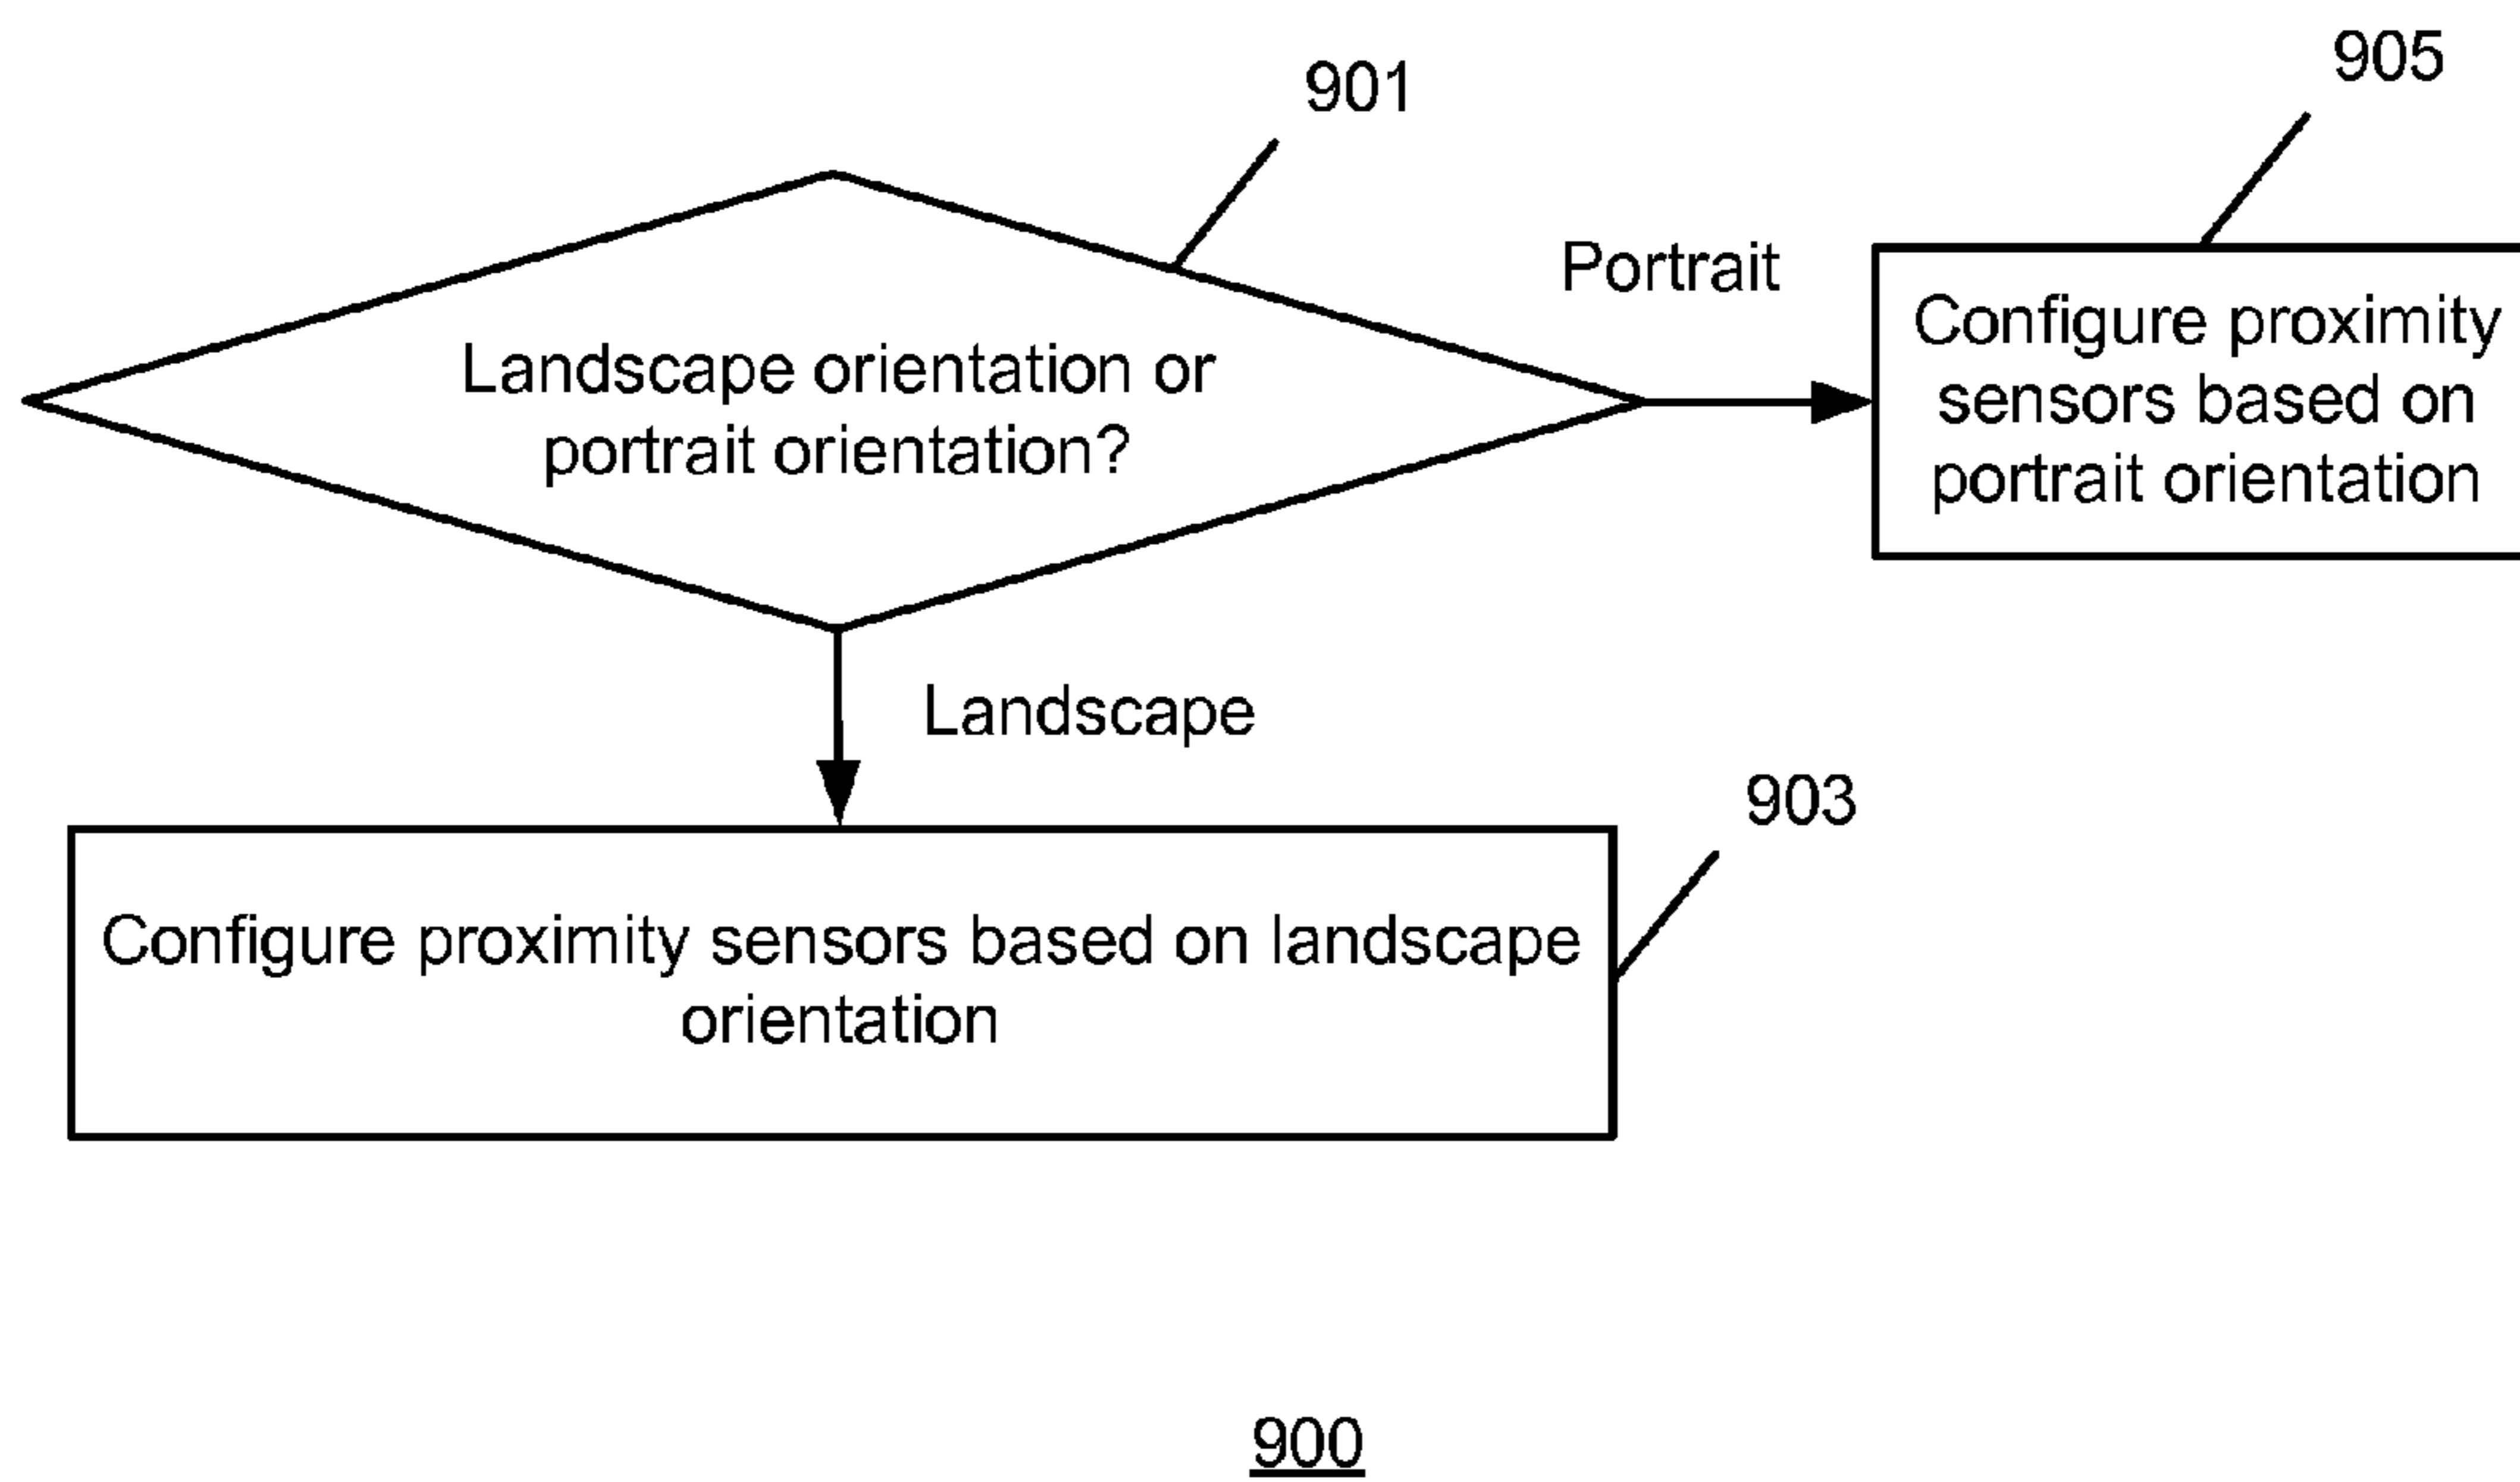 901
905
Portrait
Landscape orientation or
portrait orientation?
Configure proximity
sensors based on
portrait orientation
Landscape
903
Configure proximity sensors based on landscape
orientation
900